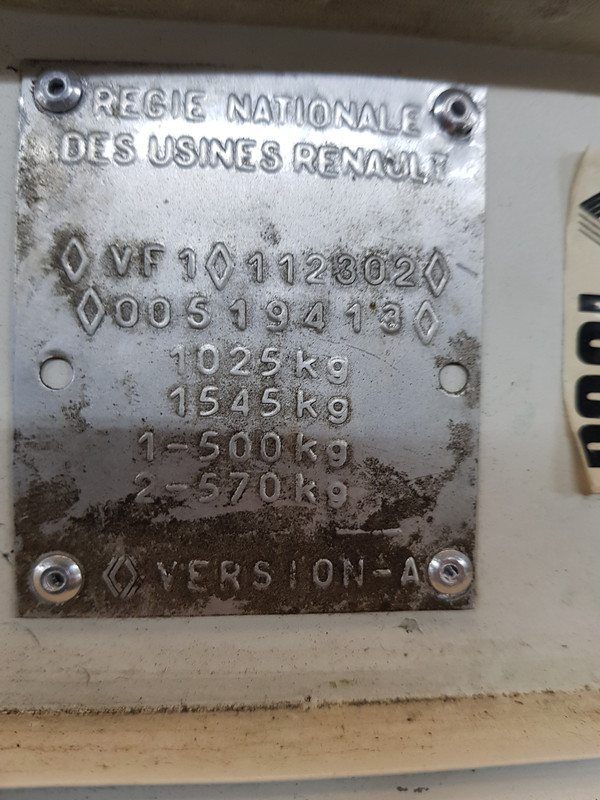 REGIE NATIONALE
DES USINES RENAULT
◊ VF1 ◊ 112302 ◊
◊ 00519413 ◊
1025kg
1545kg
1-500kg
2-570kg
VERSION-A